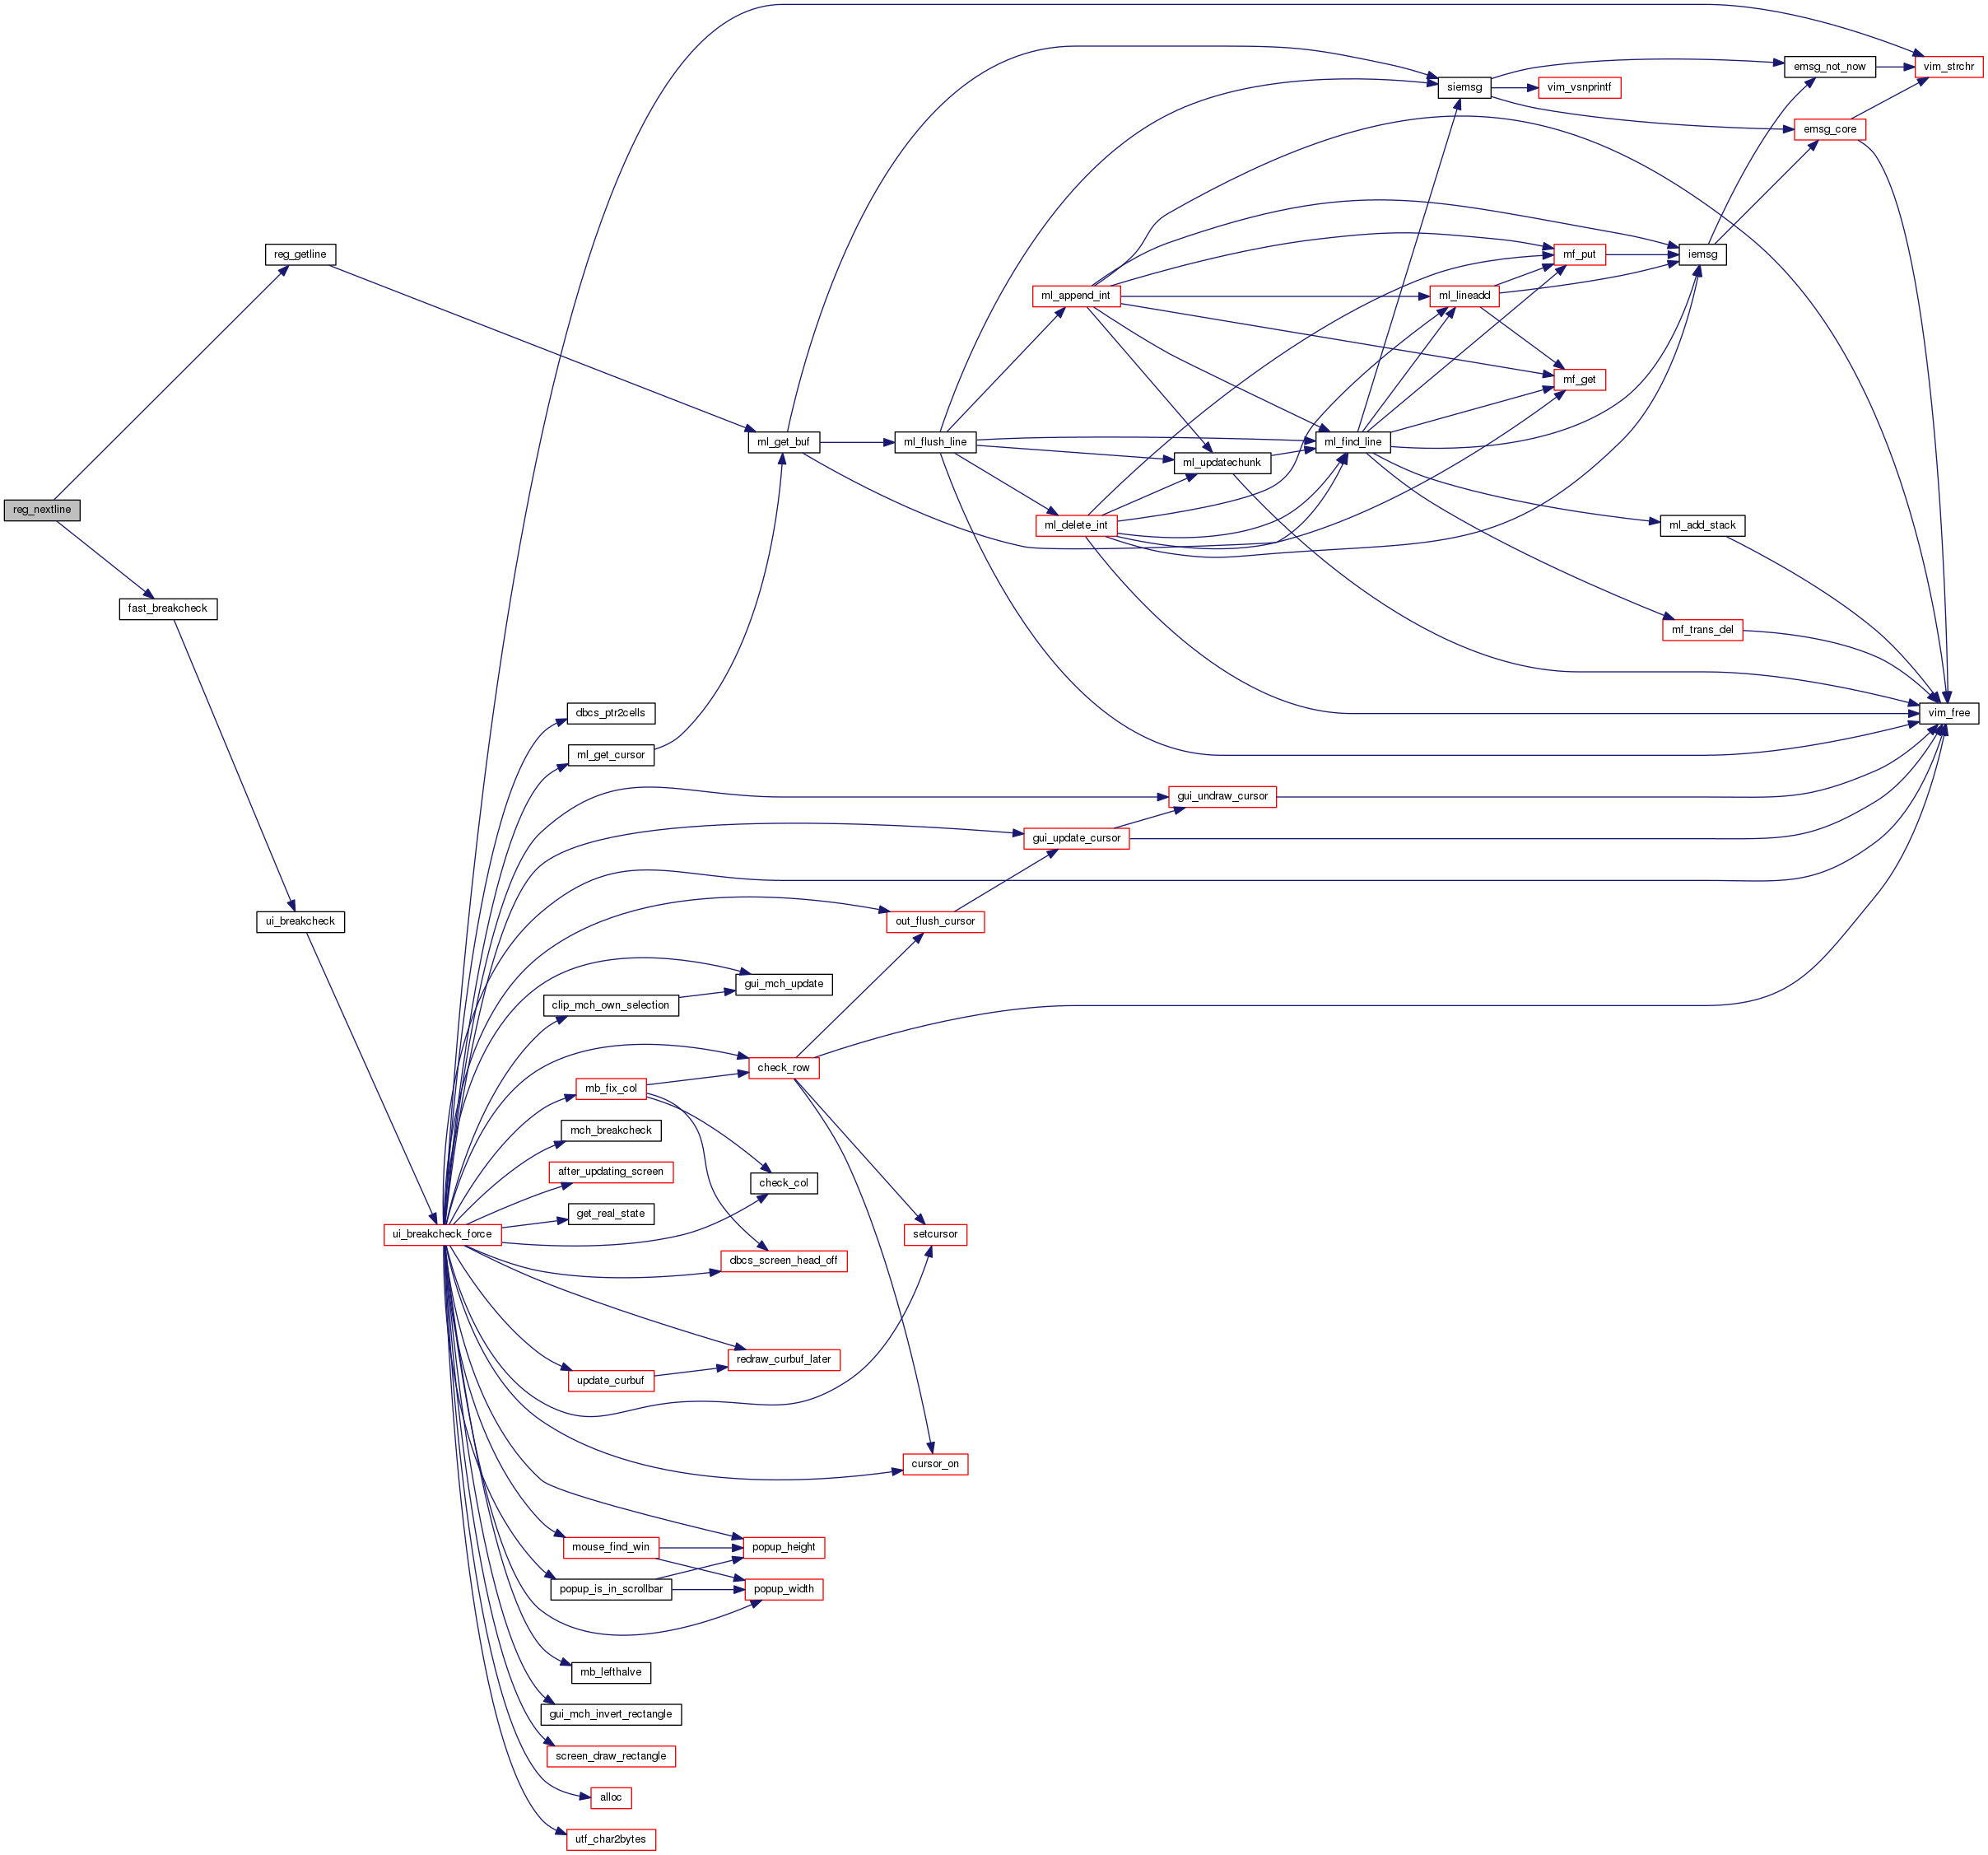 emsg_not_now
vim_strchr
siemsg
vim_vsnprintf
emsg_core
reg_getline
mf_put
iemsg
ml_append_int
ml_lineadd
mf_get
ml_get_buf
ml_flush_line
ml_find_line
ml_updatechunk
reg_nextline
ml_delete_int
ml_add_stack
fast_breakcheck
mf_trans_del
dbcs_ptr2cells
vim_free
ml_get_cursor
gui_undraw_cursor
gui_update_cursor
ui_breakcheck
out_flush_cursor
gui_mch_update
clip_mch_own_selection
check_row
mb_fix_col
mch_breakcheck
after_updating_screen
check_col
get_real_state
ui_breakcheck_force
setcursor
dbcs_screen_head_off
redraw_curbuf_later
update_curbuf
cursor_on
mouse_find_win
popup_height
popup_is_in_scrollbar
popup_width
mb_lefthalve
gui_mch_invert_rectangle
screen_draw_rectangle
alloc
utf_char2bytes